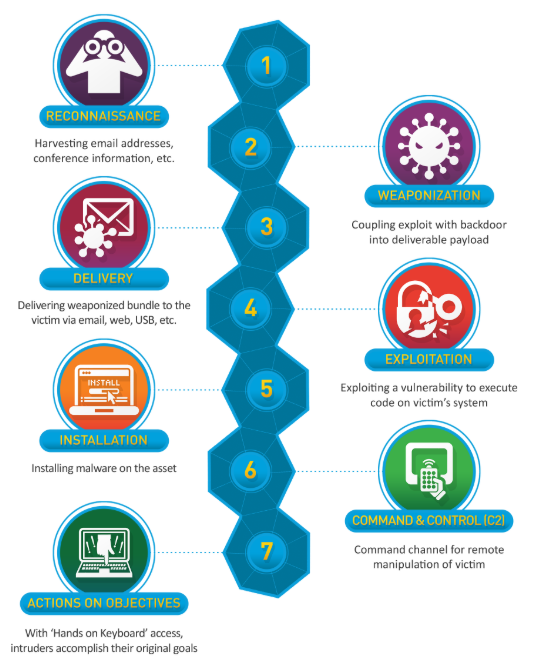 1
RECONNAISSANCE
Harvesting email addresses,
conference information, etc.
2
WEAPONIZATION
Coupling exploit with backdoor
into deliverable payload
3
DELIVERY
Delivering weaponized bundle to the
victim via email, web, USB, etc.
4
EXPLOITATION
Exploiting a vulnerability to execute
code on victim's system
5
INSTALL
INSTALLATION
Installing malware on the asset
6
COMMAND & CONTROL (C2)
Command channel for remote
manipulation of victim
7
ACTIONS ON OBJECTIVES
With ‘Hands on Keyboard’ access,
intruders accomplish their original goals